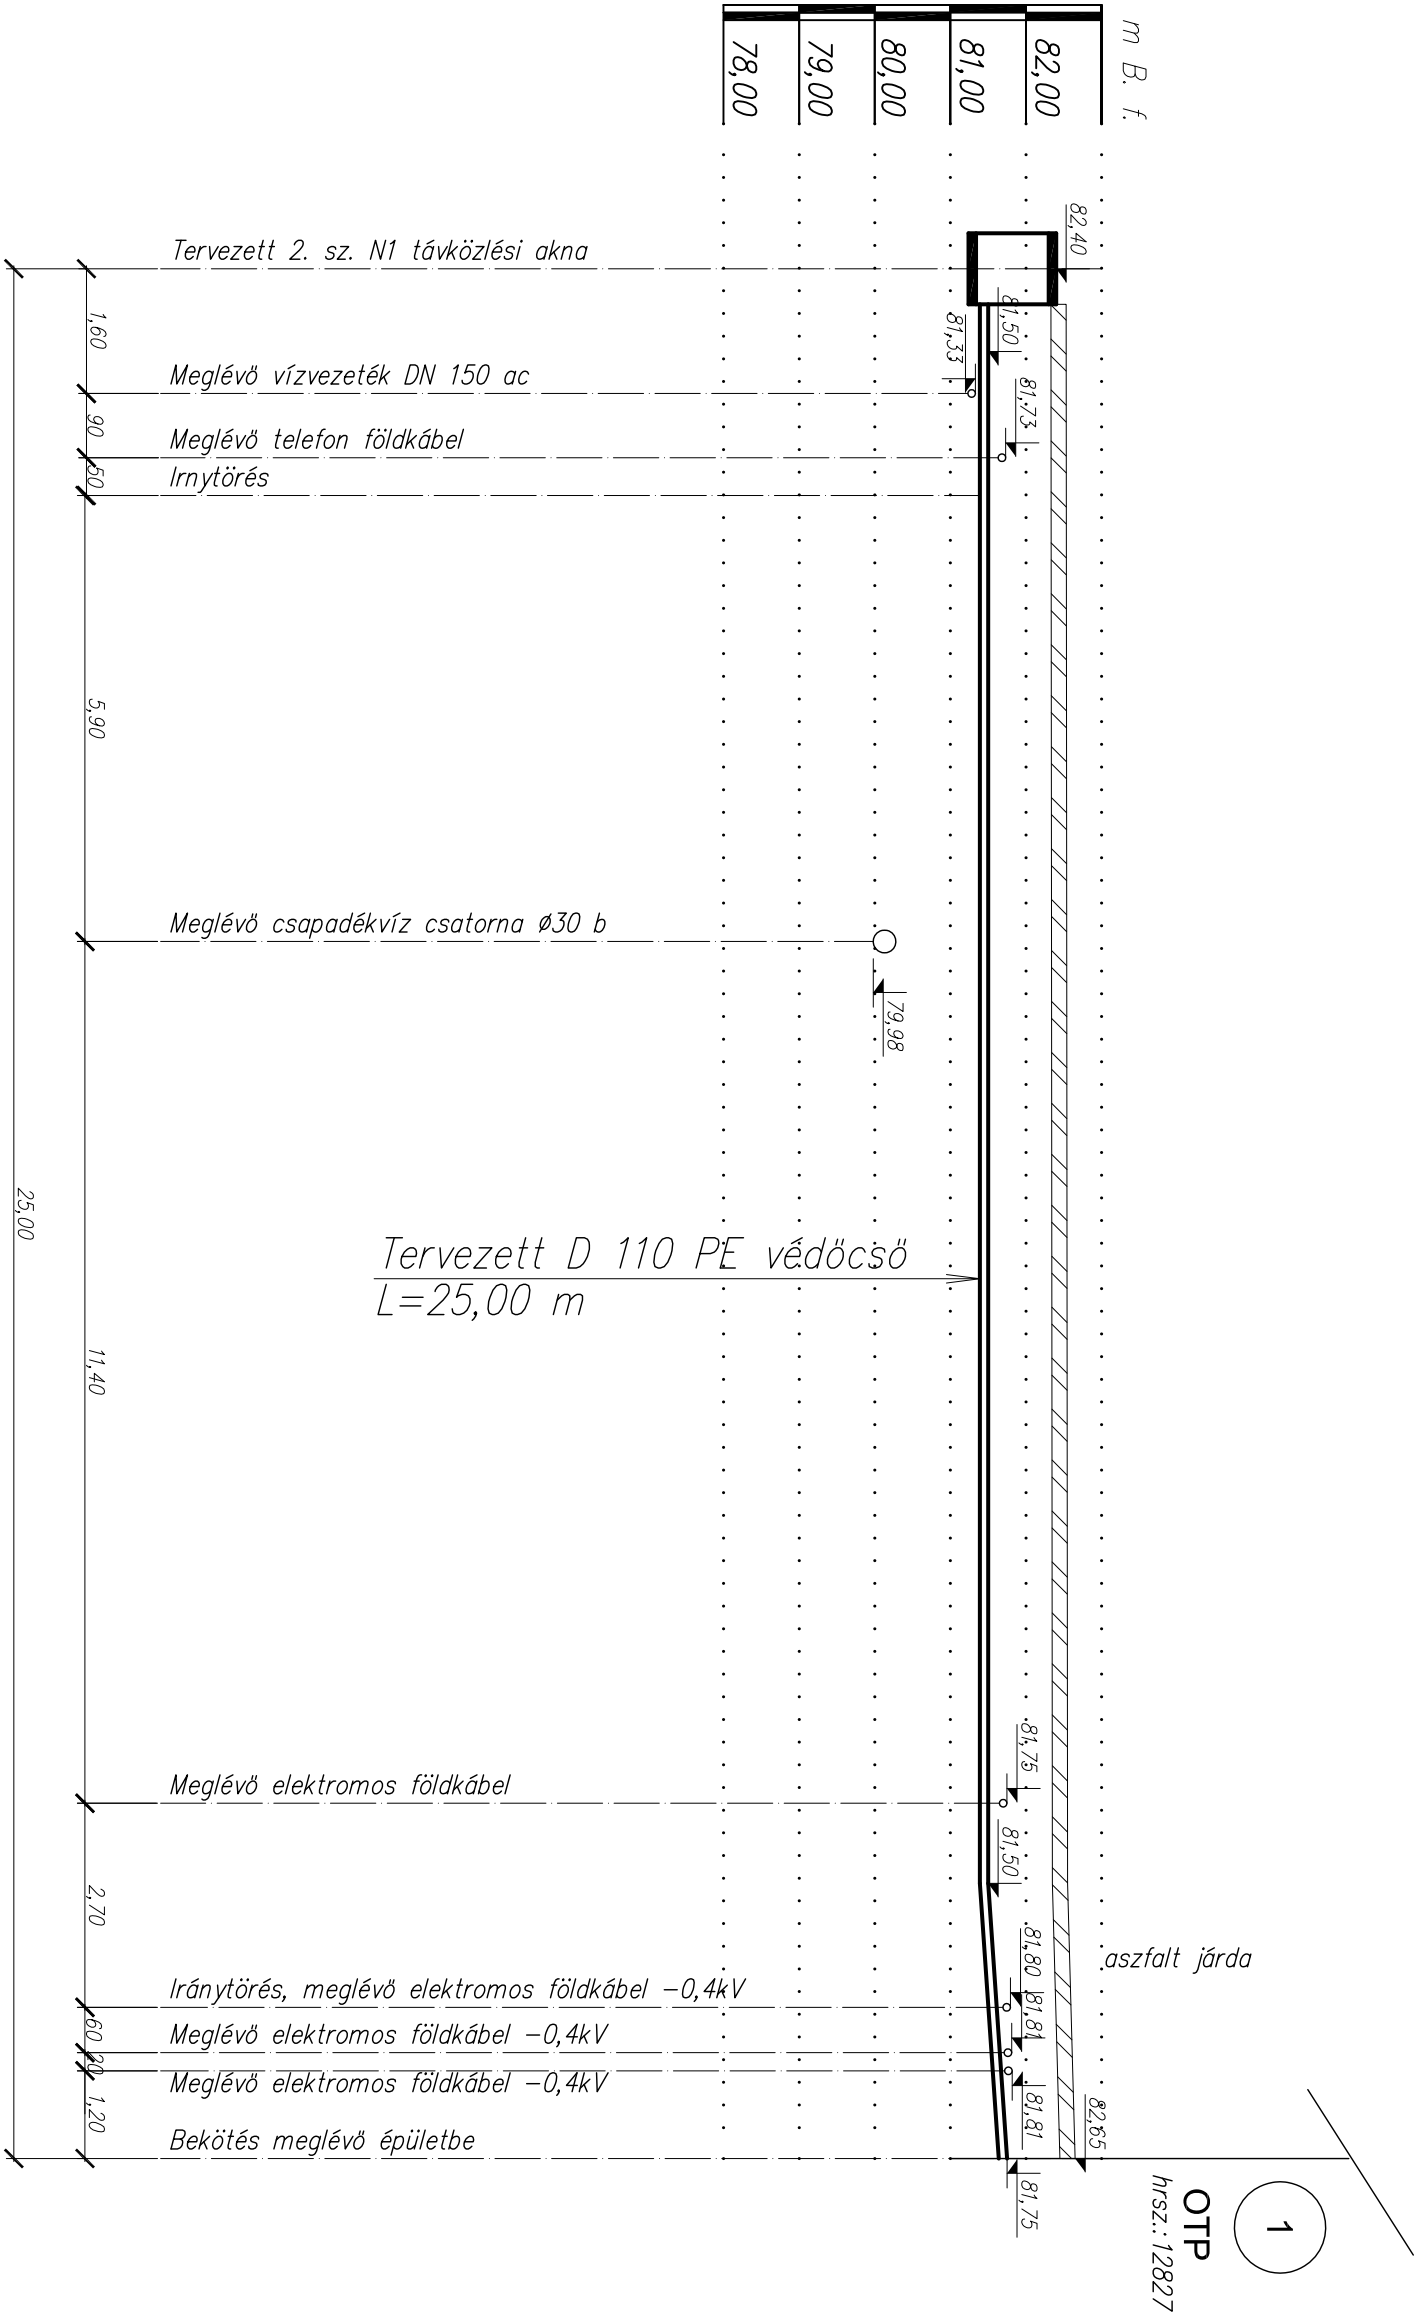 m B. f.
82,00
81,00
80,00
79,00
78,00
82,40
Tervezett 2. sz. N1 távközlési akna
1,60
81,50
81,33
Meglévő vízvezeték DN 150 ac
90
81,73
Meglévő telefon földkábel
50
Irnytörés
5,90
Meglévő csapadékvíz csatorna ø30 b
79,98
25,00
Tervezett D 110 PE védőcső
L=25,00 m
11,40
81,75
Meglévő elektromos földkábel
81,50
2,70
81,80
aszfalt járda
Iránytörés, meglévő elektromos földkábel -0,4kV
60
81,81
Meglévő elektromos földkábel -0,4kV
20
Meglévő elektromos földkábel -0,4kV
81,81
1,20
82,65
Bekötés meglévő épületbe
81,75
1
OTP
hrsz.: 12827